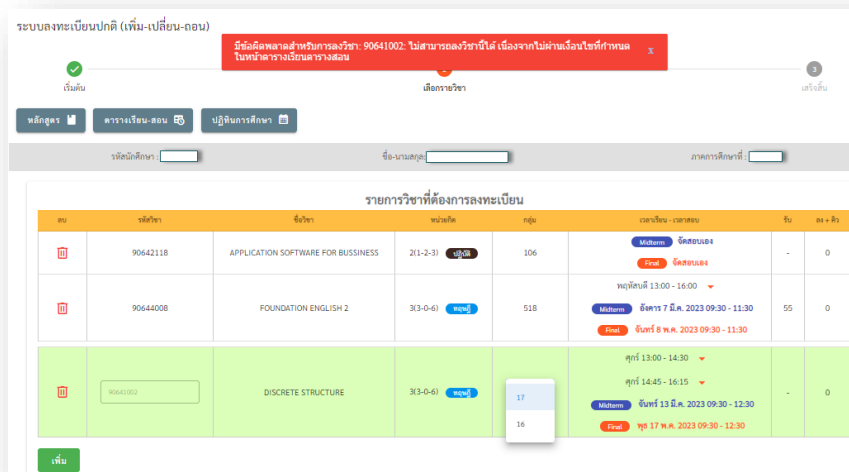 ระบบลงทะเบียนปกติ (เพิ่ม-เปลี่ยน-ถอน)
มีข้อผิดพลาดสำหรับการลงวิชา: 90641002: ไม่สามารถลงวิชานี้ได้ เนื่องจากไม่ผ่านเงื่อนไขที่กำหนด
ในหน้าตารางเรียนตารางสอน
x
3
เริ่มต้น
เลือกรายวิชา
เสร็จสิ้น
หลักสูตร
ตารางเรียน-สอน
ปฏิทินการศึกษา
รหัสนักศึกษา :
ชื่อ-นามสกุล:
ภาคการศึกษาที่ :
รายการวิชาที่ต้องการลงทะเบียน
ลบ รหัสวิชา ชื่อวิชา หน่วยกิต กลุ่ม เวลาเรียน - เวลาสอบ รับ ลง + คิว
90642118 APPLICATION SOFTWARE FOR BUSSINESS 2(1-2-3) ปฏิบัติ 106 Midterm จัดสอบเอง - 0
Final จัดสอบเอง
พฤหัสบดี 13:00 - 16:00
90644008 FOUNDATION ENGLISH 2 3(3-0-6) ทฤษฎี 518 Midterm อังคาร 7 มี.ค. 2023 09:30 - 11:30 55 0
Final จันทร์ 8 พ.ค. 2023 09:30 - 11:30
ศุกร์ 13:00 - 14:30
ศุกร์ 14:45 - 16:15
90641002 DISCRETE STRUCTURE 3(3-0-6) ทฤษฎี 17 - 0
Midterm จันทร์ 13 มี.ค. 2023 09:30 - 12:30
16 Final พุธ 17 พ.ค. 2023 09:30 - 12:30
เพิ่ม